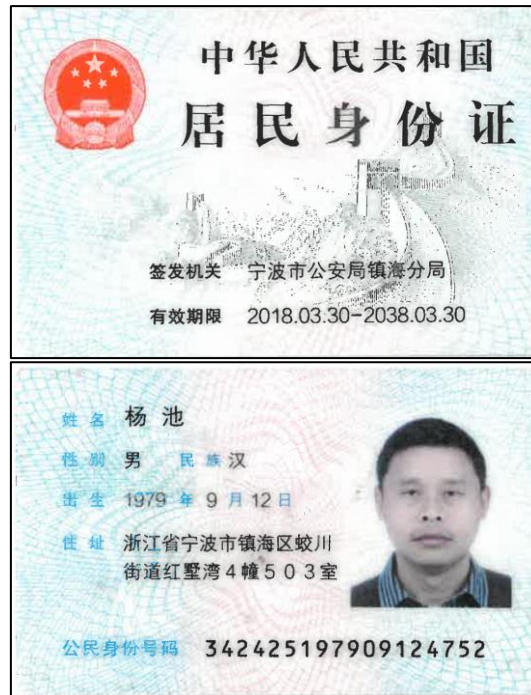 中华人民共和国
居民身份证
签发机关 宁波市公安局镇海分局
有效期限 2018.03.30-2038.03.30
姓名 杨池
性别 男 民族 汉
出生 1979 年 9 月 12 日
住址 浙江省宁波市镇海区蛟川
街道红墅湾4幢503室
公民身份号码 342425197909124752